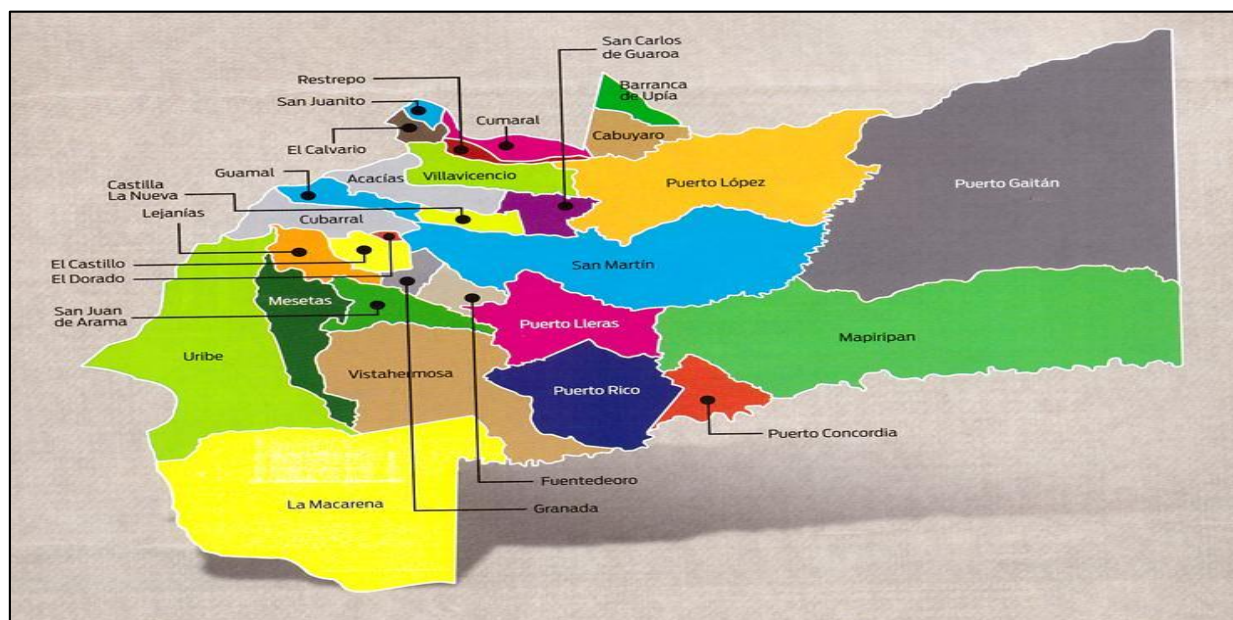 San Carlos
de Guaroa
Restrepo
San Juanito
Barranca
de Upía
Cumaral
Cabuyaro
El Calvario
Guamal
Acacías
Villavicencio
Puerto López
Puerto Gaitán
Castilla
La Nueva
Lejanías
Cubarral
El Castillo
El Dorado
San Martín
San Juan
de Arama
Mesetas
Puerto Lleras
Mapiripan
Uribe
Vistahermosa
Puerto Rico
Puerto Concordia
Fuentedeoro
La Macarena
Granada